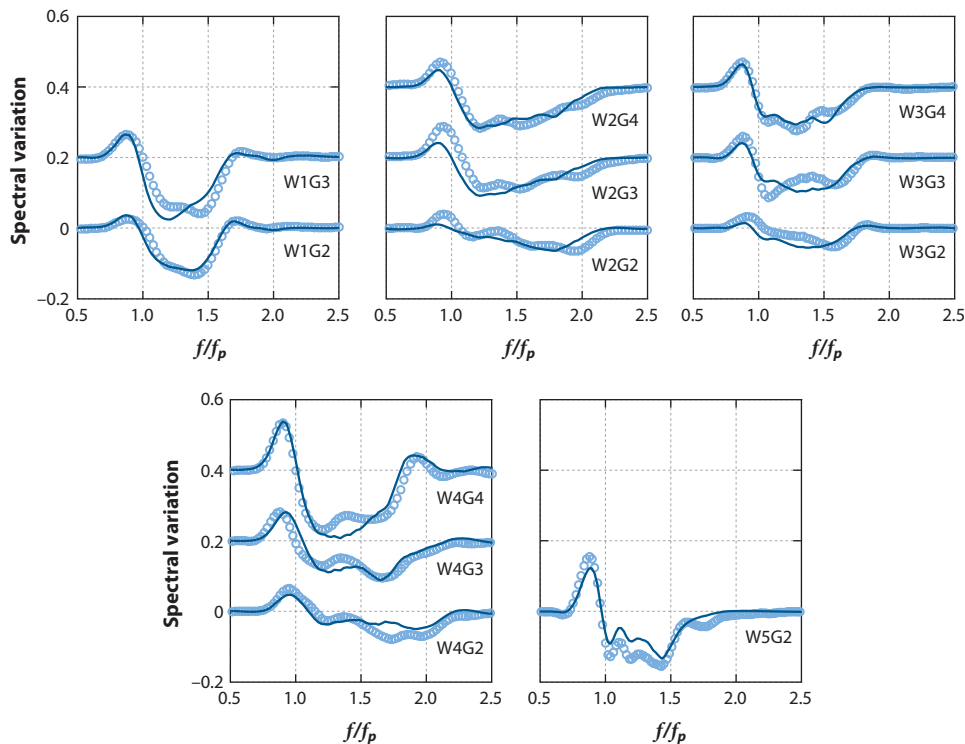 0.6
0.4
0.2
0
−0.2
Spectral variation
W1G3
W1G2
0.5 1.0 1.5 2.0 2.5
f/fp
W2G4
W2G3
W2G2
0.5 1.0 1.5 2.0 2.5
f/fp
W3G4
W3G3
W3G2
0.5 1.0 1.5 2.0 2.5
f/fp
0.6
0.4
0.2
0
−0.2
Spectral variation
W4G4
W4G3
W4G2
0.5 1.0 1.5 2.0 2.5
f/fp
W5G2
0.5 1.0 1.5 2.0 2.5
f/fp